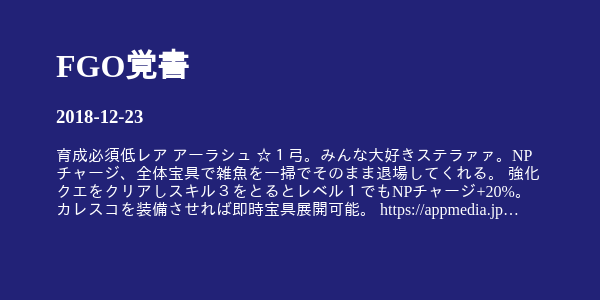 FGO覚書
2018-12-23
育成必須低レア アーラシュ ☆１弓。みんな大好きステラァァ。NP
チャージ、全体宝具で雑魚を一掃でそのまま退場してくれる。 強化
クエをクリアしスキル３をとるとレベル１でもNPチャージ+20%。
カレスコを装備させれば即時宝具展開可能。 https://appmedia.jp…